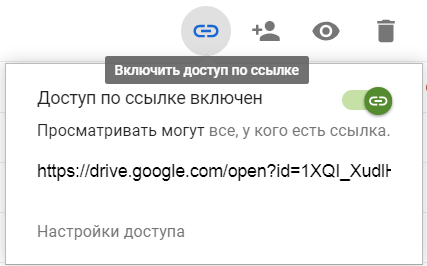 Включить доступ по ссылке
Доступ по ссылке включен
Просматривать могут все, у кого есть ссылка.
https://drive.google.com/open?id=1XQI_XudlH
Настройки доступа